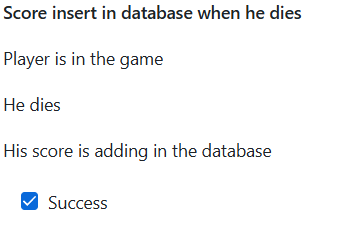 Score insert in database when he dies
Player is in the game
He dies
His score is adding in the database
Success